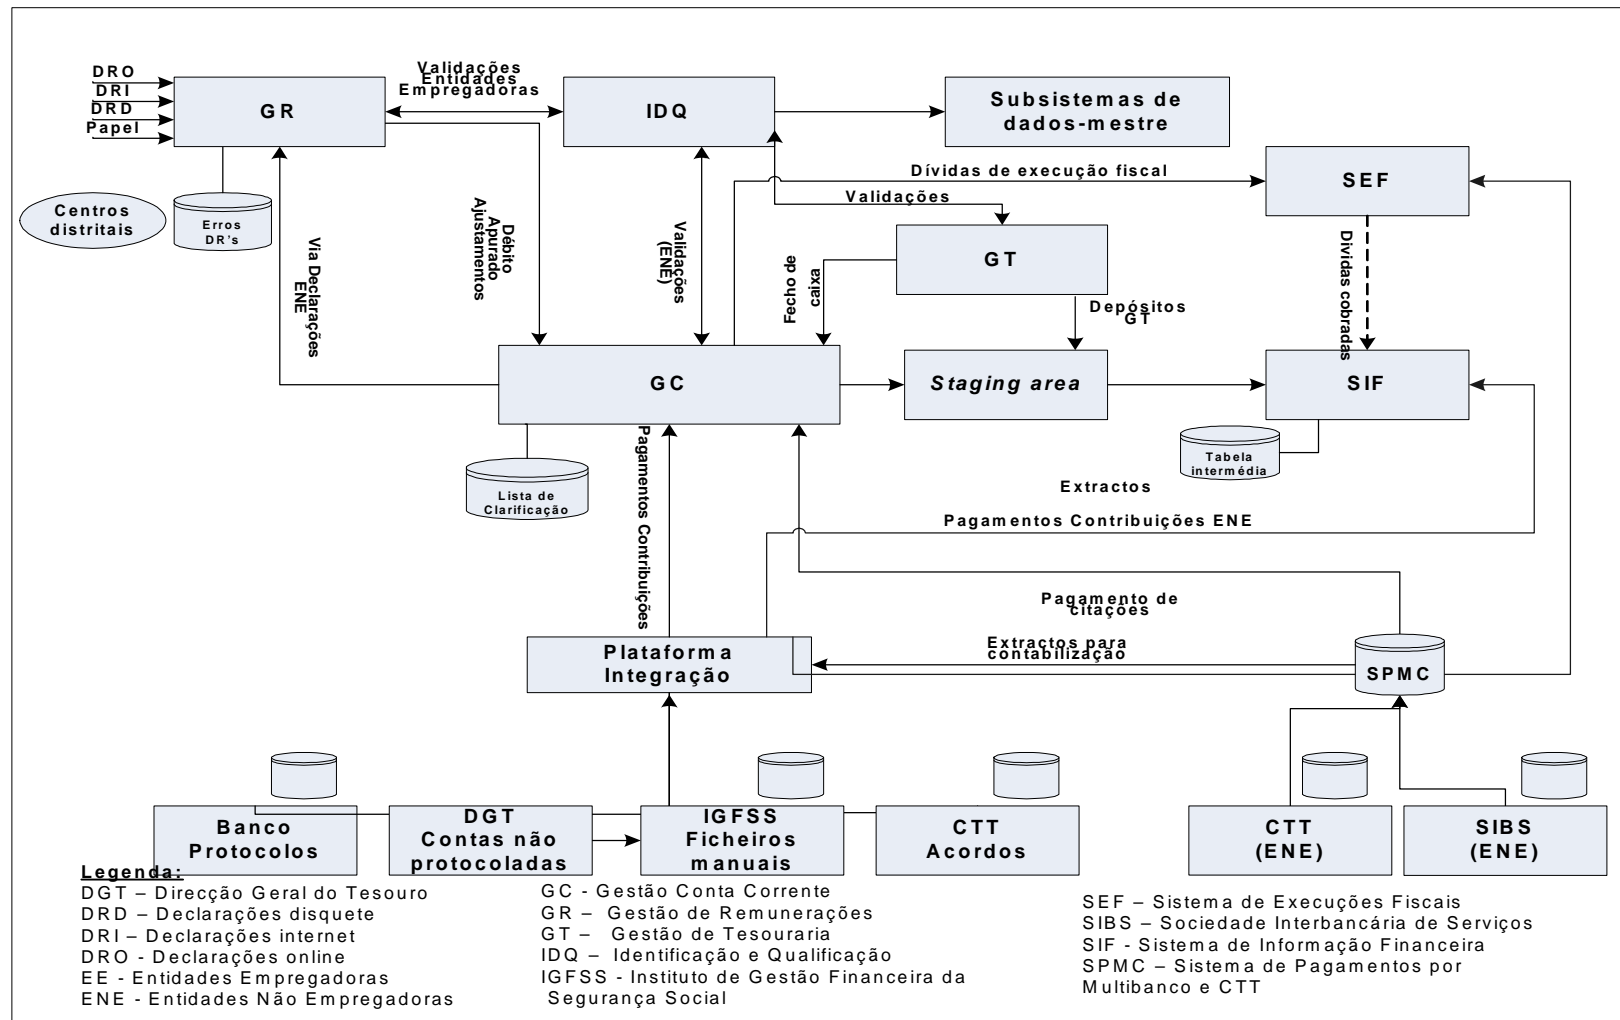 DRO
DRI
DRD
Papel
GR
Validações
Entidades
Empregadoras
IDQ
Subsistemas de
dados-mestre
Dívidas de execução fiscal
SEF
Validações
Centros
distritais
Erros
DR's
Via Declarações
ENE
Débito
Apurado
Ajustamentos
Validações
(ENE)
GT
Fecho de
caixa
Depósitos
GT
Dividas cobradas
GC
Staging area
SIF
Lista de
Clarificação
Pagamentos Contribuições
Tabela
intermédia
Extractos
Pagamentos Contribuições ENE
Pagamento de
citações
Extractos para
contabilização
Plataforma
Integração
SPMC
Banco
Protocolos
DGT
Contas não
protocoladas
IGFSS
Ficheiros
manuais
CTT
Acordos
CTT
(ENE)
SIBS
(ENE)
Legenda:
DGT – Direcção Geral do Tesouro
DRD – Declarações disquete
DRI – Declarações internet
DRO - Declarações online
EE - Entidades Empregadoras
ENE - Entidades Não Empregadoras
GC - Gestão Conta Corrente
GR – Gestão de Remunerações
GT – Gestão de Tesouraria
IDQ – Identificação e Qualificação
IGFSS - Instituto de Gestão Financeira da
Segurança Social
SEF – Sistema de Execuções Fiscais
SIBS – Sociedade Interbancária de Serviços
SIF - Sistema de Informação Financeira
SPMC – Sistema de Pagamentos por
Multibanco e CTT